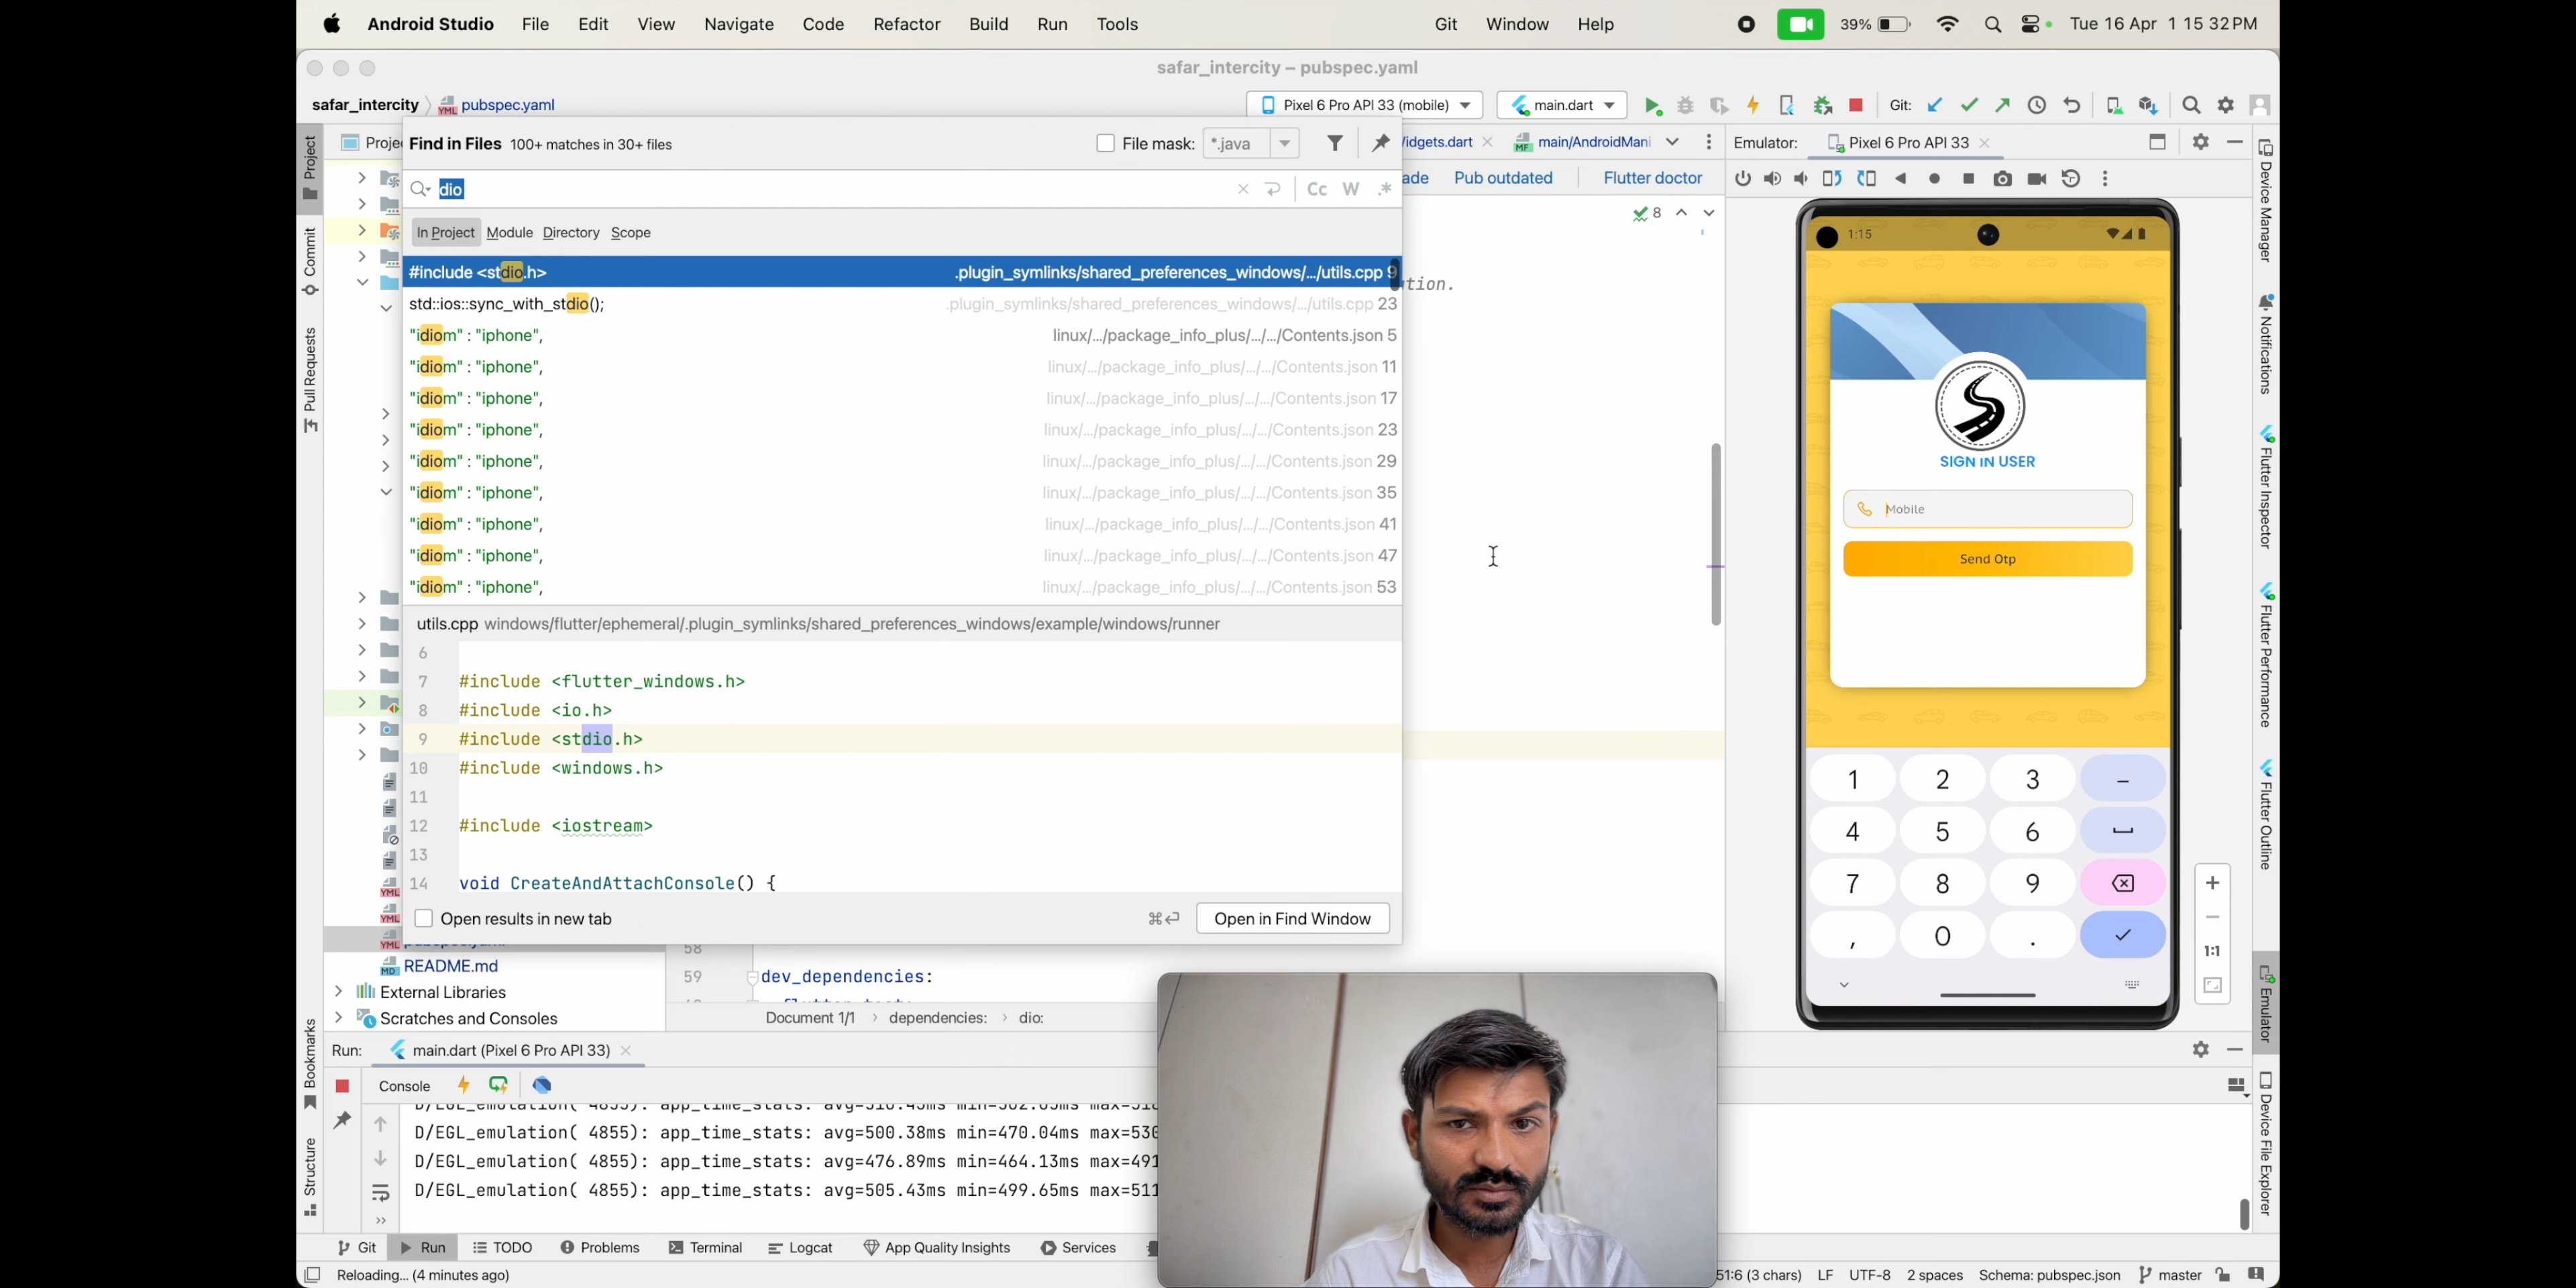 Android Studio File Edit View Navigate Code Refactor Build Run Tools Git Window Help 39% Tue 16 Apr 1 15 32 PM
safar_intercity – pubspec.yaml
safar_intercity pubspec.yaml Pixel 6 Pro API 33 (mobile) main.dart Git:
Project
Commit
Pull Requests
Bookmarks
Structure
Find in Files 100+ matches in 30+ files File mask: *.java
dio Cc W .*
In Project Module Directory Scope
#include <stdio.h> .plugin_symlinks/shared_preferences_windows/.../utils.cpp 9
std::ios::sync_with_stdio(); .plugin_symlinks/shared_preferences_windows/.../utils.cpp 23
"idiom" : "iphone", linux/.../package_info_plus/.../.../Contents.json 5
"idiom" : "iphone", linux/.../package_info_plus/.../.../Contents.json 11
"idiom" : "iphone", linux/.../package_info_plus/.../.../Contents.json 17
"idiom" : "iphone", linux/.../package_info_plus/.../.../Contents.json 23
"idiom" : "iphone", linux/.../package_info_plus/.../.../Contents.json 29
"idiom" : "iphone", linux/.../package_info_plus/.../.../Contents.json 35
"idiom" : "iphone", linux/.../package_info_plus/.../.../Contents.json 41
"idiom" : "iphone", linux/.../package_info_plus/.../.../Contents.json 47
"idiom" : "iphone", linux/.../package_info_plus/.../.../Contents.json 53
utils.cpp windows/flutter/ephemeral/.plugin_symlinks/shared_preferences_windows/example/windows/runner
6
7 #include <flutter_windows.h>
8 #include <io.h>
9 #include <stdio.h>
10 #include <windows.h>
11
12 #include <iostream>
13
14 void CreateAndAttachConsole() {
Open results in new tab ⌘⏎ Open in Find Window
README.md
External Libraries
Scratches and Consoles
58
59 dev_dependencies:
Document 1/1 › dependencies: › dio:
main/AndroidMani
Pub outdated Flutter doctor
8
tion.
Emulator: Pixel 6 Pro API 33
1:15
SIGN IN USER
Mobile
Send Otp
1 2 3 –
4 5 6
7 8 9
, 0 .
+
−
1:1
Device Manager
Notifications
Flutter Inspector
Flutter Performance
Flutter Outline
Emulator
Device File Explorer
Run: main.dart (Pixel 6 Pro API 33)
Console
D/EGL_emulation( 4855): app_time_stats: avg=500.38ms min=470.04ms max=530
D/EGL_emulation( 4855): app_time_stats: avg=476.89ms min=464.13ms max=491
D/EGL_emulation( 4855): app_time_stats: avg=505.43ms min=499.65ms max=511
Git Run TODO Problems Terminal Logcat App Quality Insights Services
Reloading... (4 minutes ago) 51:6 (3 chars) LF UTF-8 2 spaces Schema: pubspec.json master